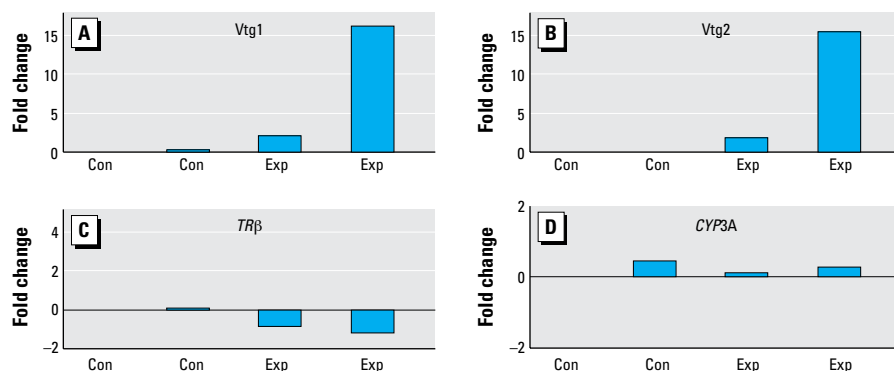 A
Vtg1
Fold change
15
10
5
0
Con Con Exp Exp
B
Vtg2
Fold change
15
10
5
0
Con Con Exp Exp
C
TRβ
Fold change
4
2
0
–2
Con Con Exp Exp
D
CYP3A
Fold change
2
0
–2
Con Con Exp Exp